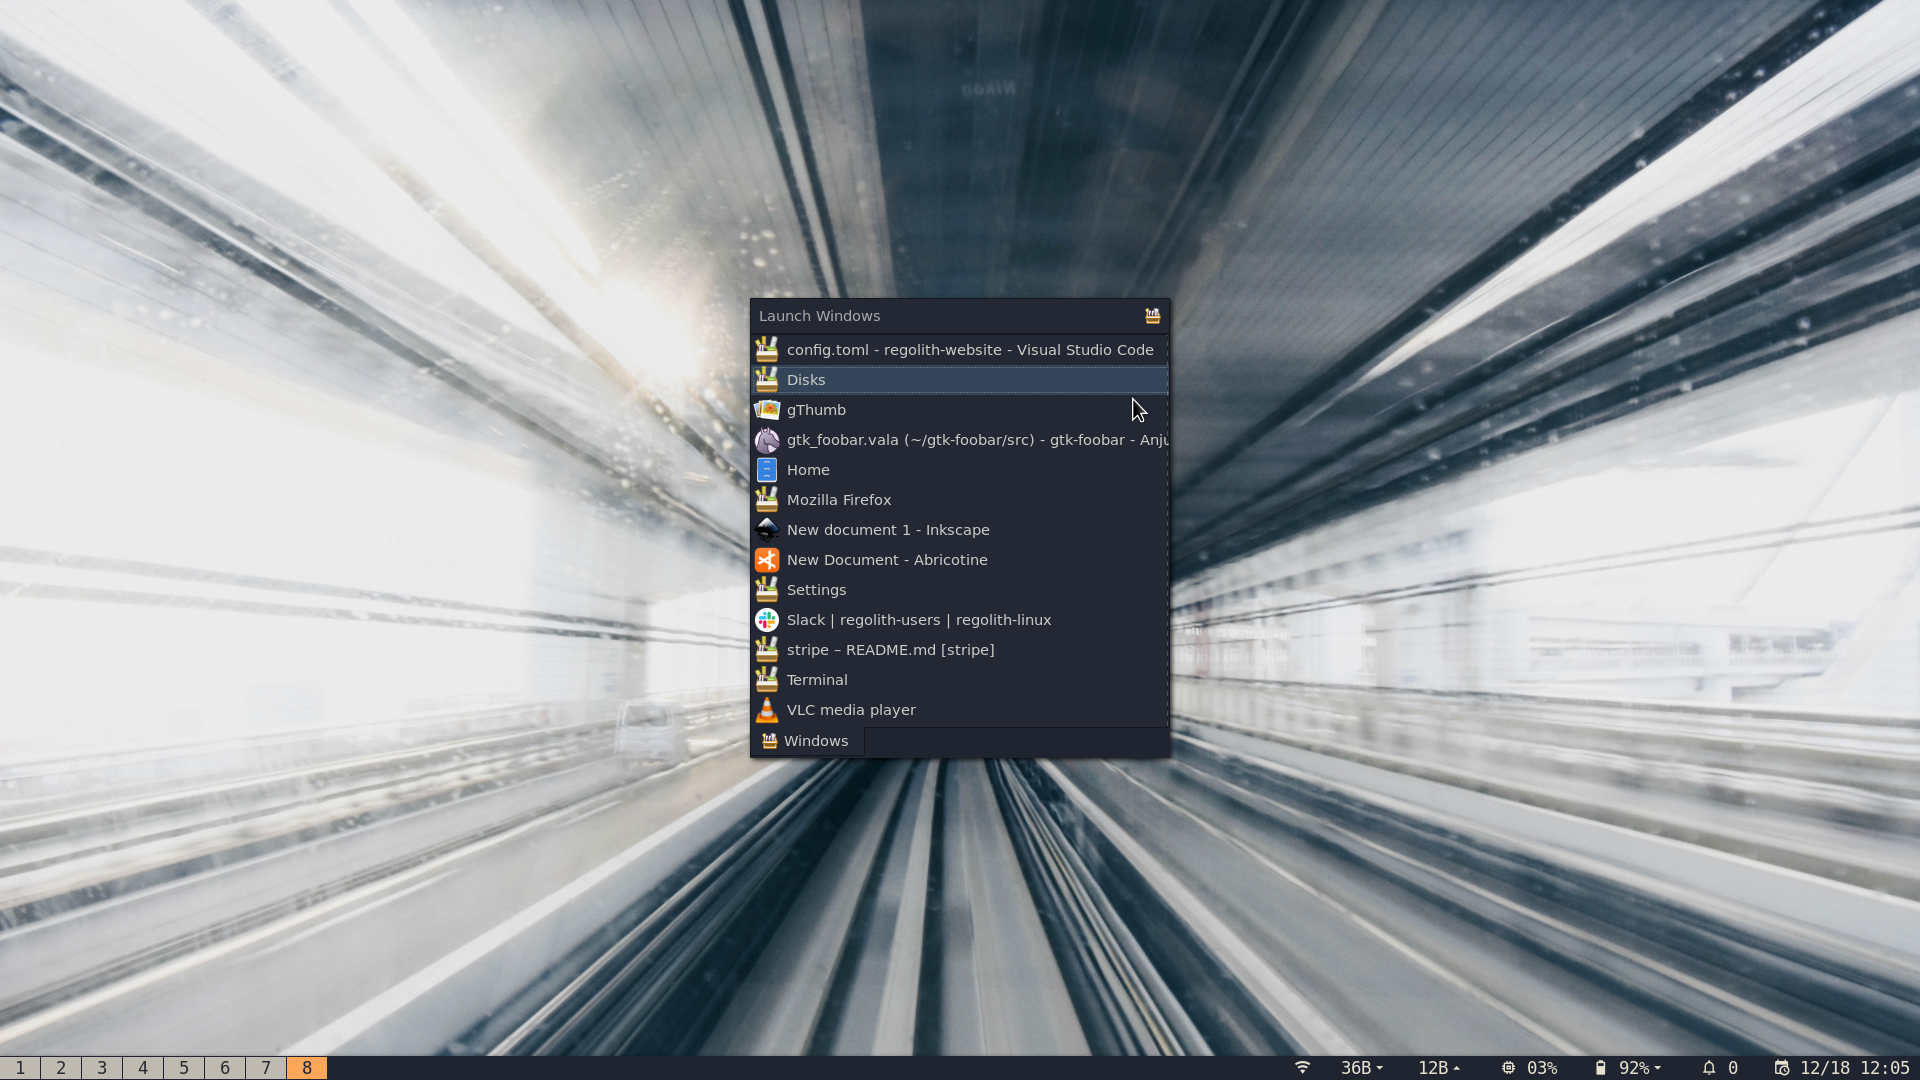 Launch Windows
config.toml - regolith-website - Visual Studio Code
Disks
gThumb
gtk_foobar.vala (~/gtk-foobar/src) - gtk-foobar - Anju
Home
Mozilla Firefox
New document 1 - Inkscape
New Document - Abricotine
Settings
Slack | regolith-users | regolith-linux
stripe – README.md [stripe]
Terminal
VLC media player
Windows
1 2 3 4 5 6 7 8 36B 12B 03% 92% 0 12/18 12:05